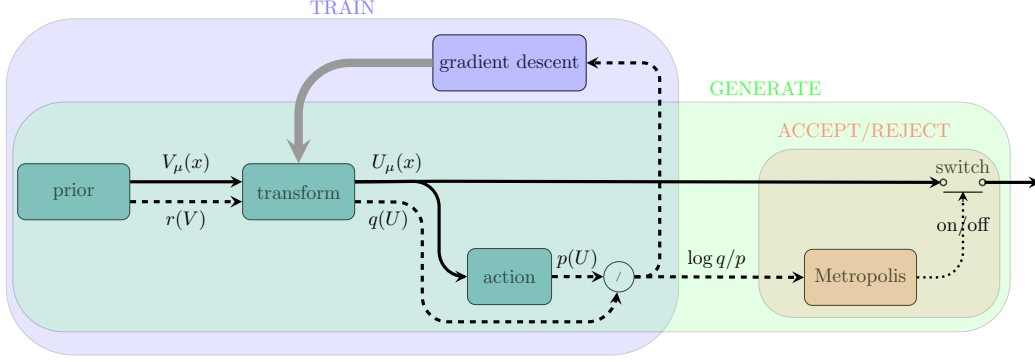 TRAIN
gradient descent
GENERATE
ACCEPT/REJECT
prior
V_μ(x)
r(V)
transform
U_μ(x)
q(U)
switch
on/off
action
p(U)
/
log q/p
Metropolis